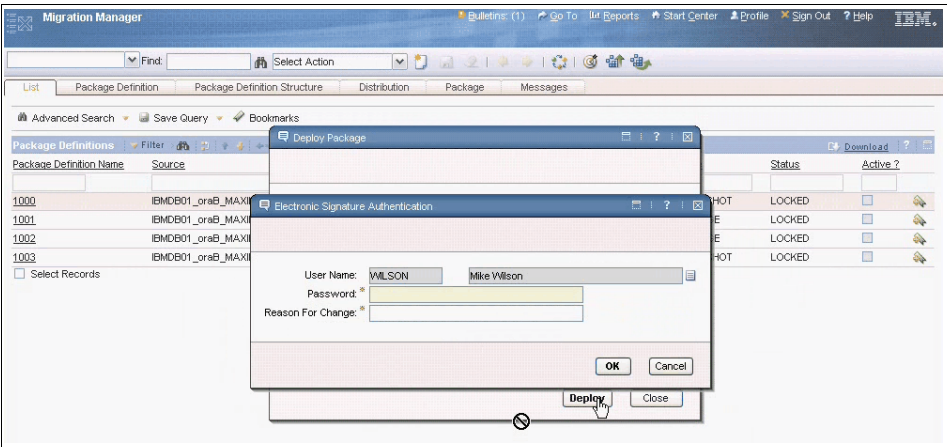 Migration Manager
Bulletins: (1) Go To Reports Start Center Profile Sign Out Help IBM.
Find: Select Action
List Package Definition Package Definition Structure Distribution Package Messages
Advanced Search Save Query Bookmarks
Deploy Package ?
Package Definitions Filter Download ?
Package Definition Name Source Status Active ?
Electronic Signature Authentication ?
1000 IBMDB01_oraB_MAXI HOT LOCKED
1001 IBMDB01_oraB_MAXI E LOCKED
1002 IBMDB01_oraB_MAXI E LOCKED
1003 IBMDB01_oraB_MAXI HOT LOCKED
Select Records
User Name: WILSON Mike Wilson
Password: *
Reason For Change: *
OK Cancel
Deploy Close